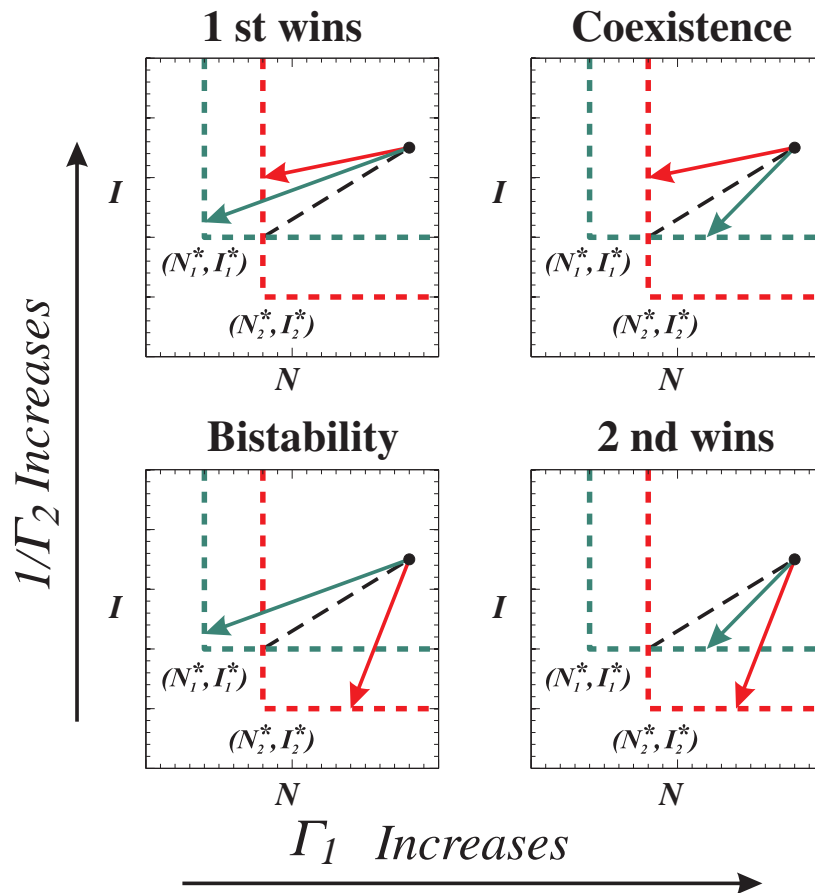 1 st wins
Coexistence
I
I
(N₁*, I₁*)
(N₁*, I₁*)
(N₂*, I₂*)
(N₂*, I₂*)
N
N
1/Γ₂ Increases
Bistability
2 nd wins
I
I
(N₁*, I₁*)
(N₁*, I₁*)
(N₂*, I₂*)
(N₂*, I₂*)
N
N
Γ₁ Increases